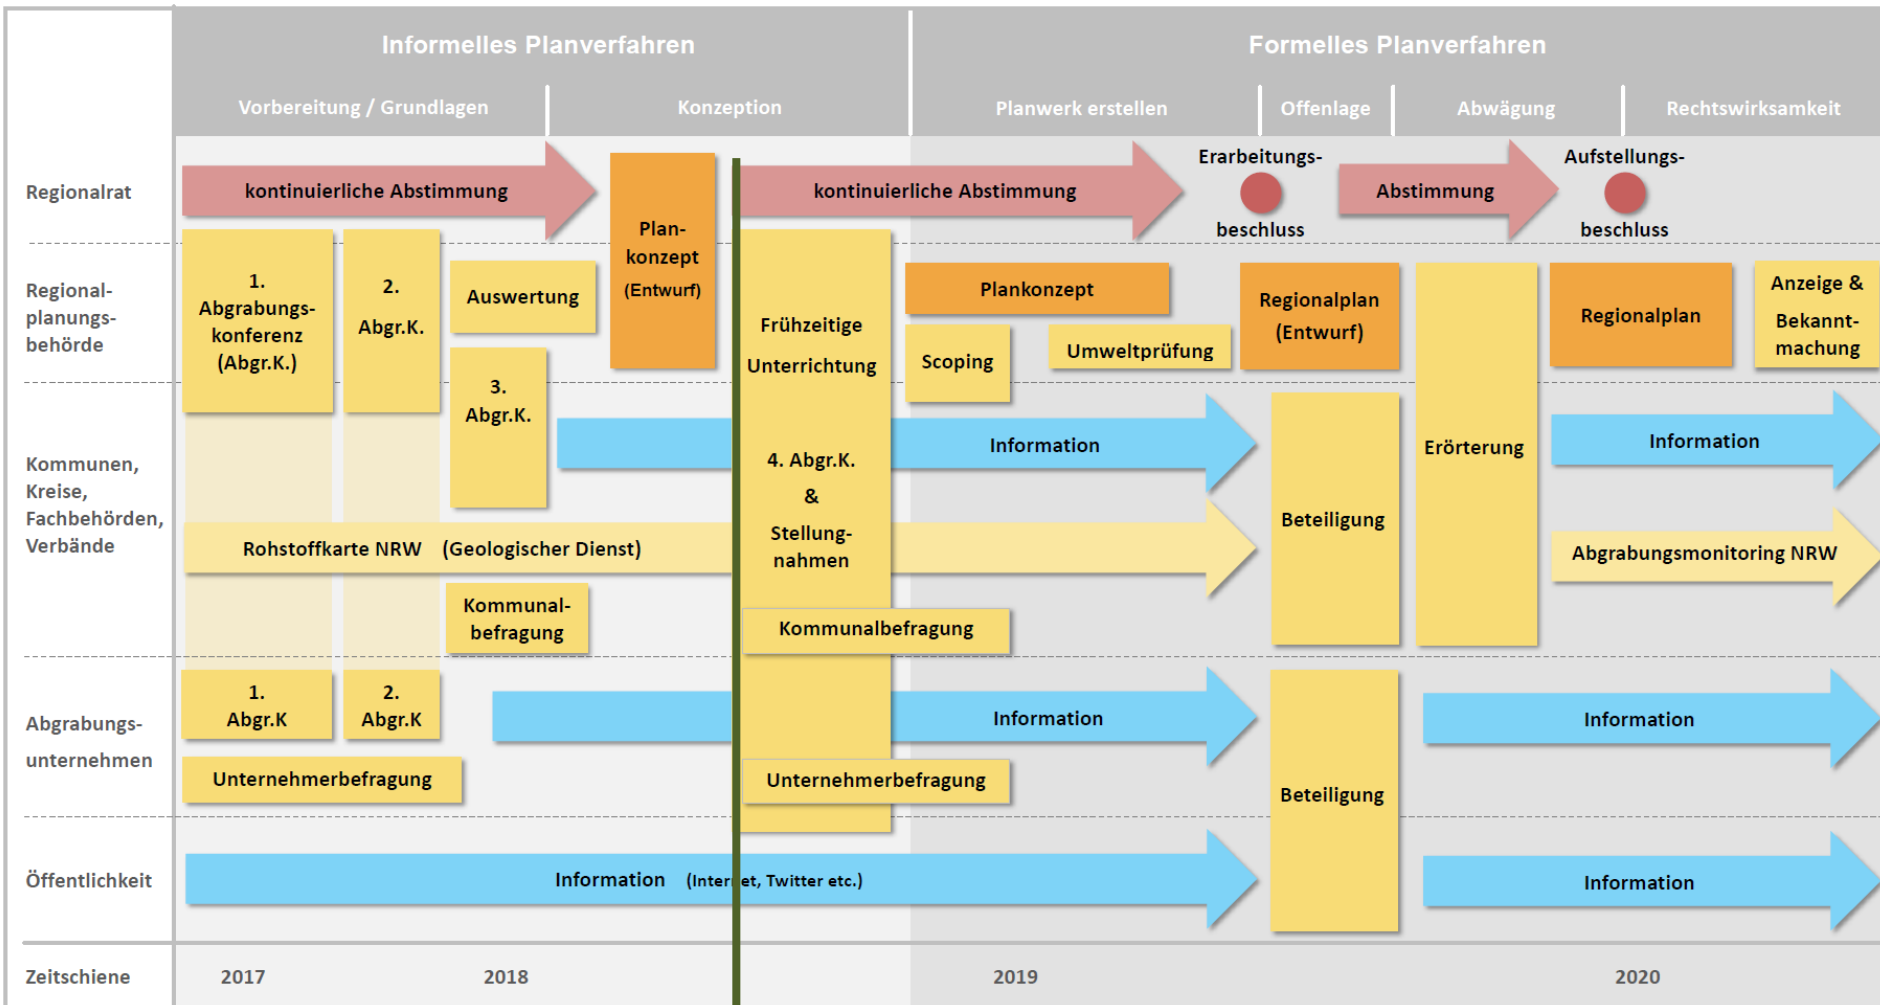 Informelles Planverfahren
Formelles Planverfahren
Vorbereitung / Grundlagen
Konzeption
Planwerk erstellen
Offenlage
Abwägung
Rechtswirksamkeit
Regionalrat
kontinuierliche Abstimmung
Plan-
konzept
(Entwurf)
kontinuierliche Abstimmung
Erarbeitungs-
beschluss
Abstimmung
Aufstellungs-
beschluss
Regional-
planungs-
behörde
1.
Abgrabungs-
konferenz
(Abgr.K.)
2.
Abgr.K.
Auswertung
3.
Abgr.K.
Frühzeitige
Unterrichtung
4. Abgr.K.
&
Stellung-
nahmen
Plankonzept
Scoping
Umweltprüfung
Regionalplan
(Entwurf)
Regionalplan
Anzeige &
Bekannt-
machung
Kommunen,
Kreise,
Fachbehörden,
Verbände
Information
Beteiligung
Erörterung
Information
Rohstoffkarte NRW (Geologischer Dienst)
Abgrabungsmonitoring NRW
Kommunal-
befragung
Kommunalbefragung
Abgrabungs-
unternehmen
1.
Abgr.K
2.
Abgr.K
Information
Information
Unternehmerbefragung
Unternehmerbefragung
Beteiligung
Öffentlichkeit
Information (Internet, Twitter etc.)
Information
Zeitschiene
2017
2018
2019
2020